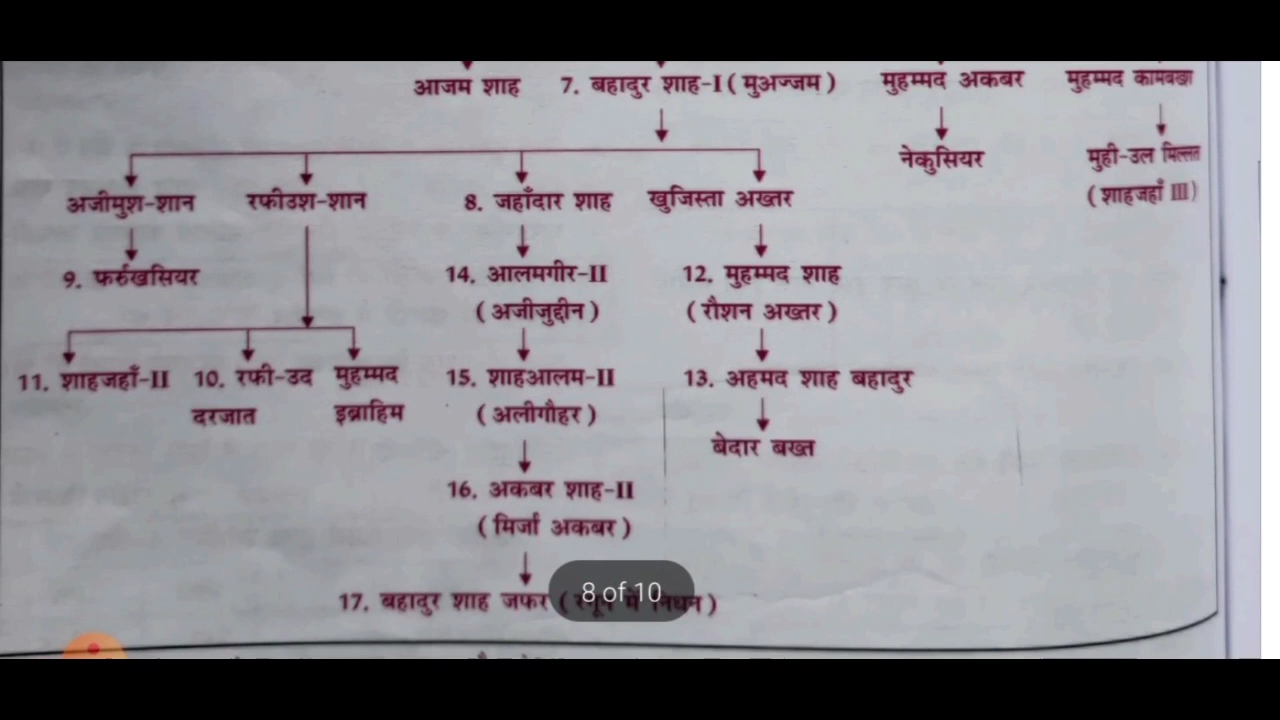 आजम शाह 7. बहादुर शाह-I ( मुअज्जम ) मुहम्मद अकबर मुहम्मद कामबख्श
नेकुसियर मुही-उल मिल्लत
( शाहजहाँ III )
अजीमुश-शान रफीउश-शान 8. जहाँदार शाह खुजिस्ता अख्तर
9. फर्रुखसियर 14. आलमगीर-II 12. मुहम्मद शाह
( अजीजुद्दीन ) ( रौशन अख्तर )
11. शाहजहाँ-II 10. रफी-उद मुहम्मद 15. शाहआलम-II 13. अहमद शाह बहादुर
दरजात इब्राहिम ( अलीगौहर )
बेदार बख्त
16. अकबर शाह-II
( मिर्जा अकबर )
17. बहादुर शाह जफर ( रंगून में निधन )
8 of 10